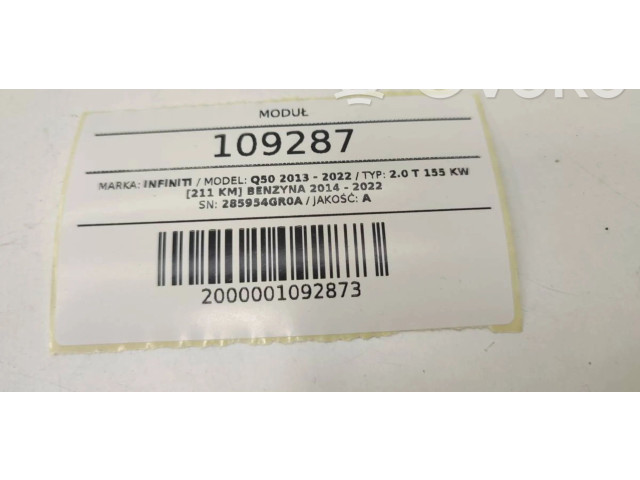 MODUŁ
109287
MARKA: INFINITI / MODEL: Q50 2013 - 2022 / TYP: 2.0 T 155 KW
[211 KM] BENZYNA 2014 - 2022
SN: 285954GR0A / JAKOŚĆ: A
2000001092873